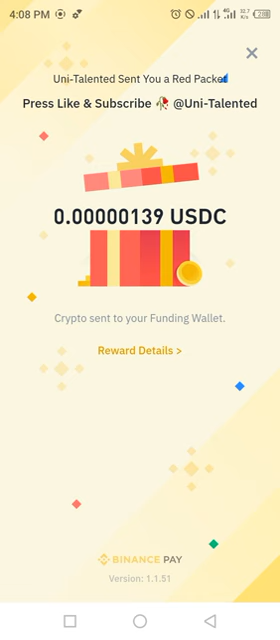 4:08 PM
Uni-Talented Sent You a Red Packet
Press Like & Subscribe 🥀 @Uni-Talented
0.00000139 USDC
Crypto sent to your Funding Wallet.
Reward Details >
BINANCE PAY
Version: 1.1.51